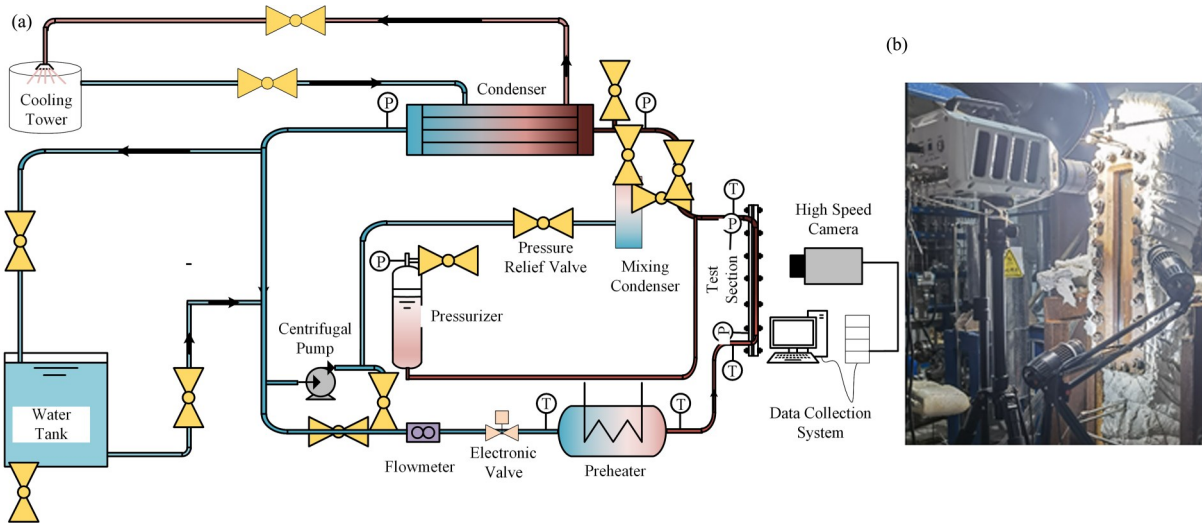 (a)
(b)
Cooling
Tower
Condenser
P
P
T
P
High Speed
Camera
Pressure
Relief Valve
Mixing
Condenser
Test
Section
P
Pressurizer
Centrifugal
Pump
P
T
Water
Tank
T
T
Flowmeter
Electronic
Valve
Preheater
Data Collection
System